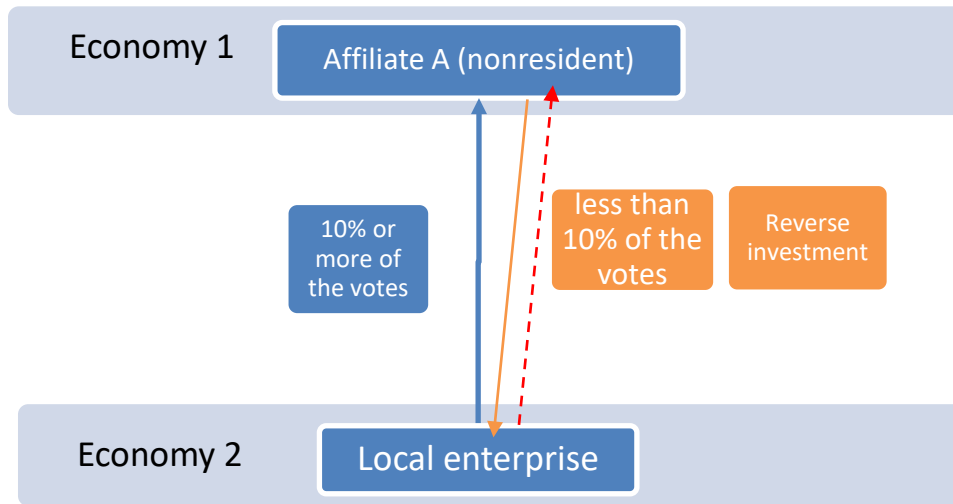 Economy 1
Affiliate A (nonresident)
10% or
more of
the votes
less than
10% of the
votes
Reverse
investment
Economy 2
Local enterprise